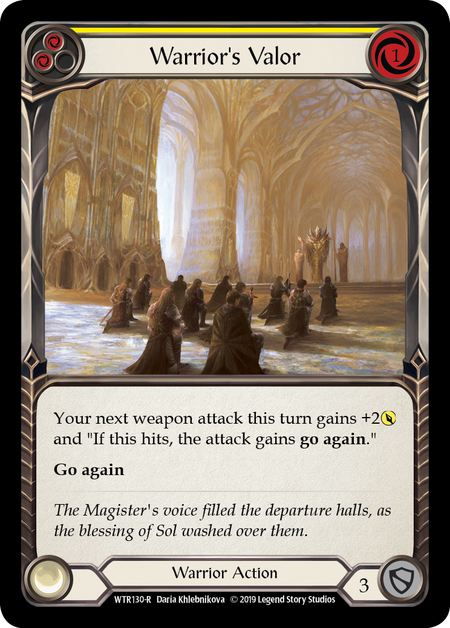 Warrior's Valor
1
Your next weapon attack this turn gains +2
and "If this hits, the attack gains go again."
Go again
The Magister's voice filled the departure halls, as
the blessing of Sol washed over them.
Warrior Action
3
WTR130-R Daria Khlebnikova © 2019 Legend Story Studios